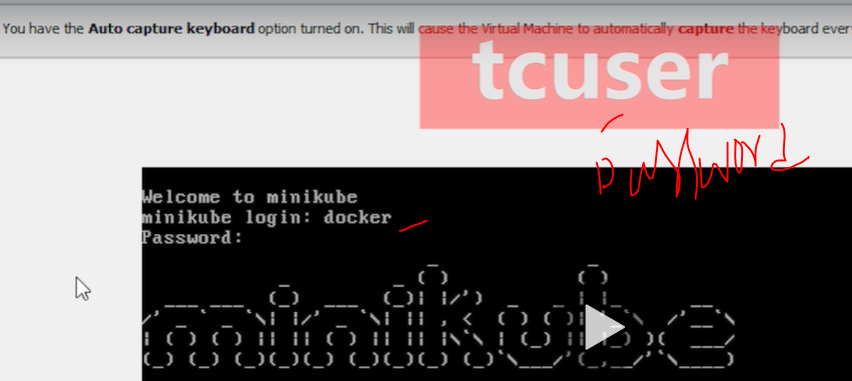 You have the Auto capture keyboard option turned on. This will cause the Virtual Machine to automatically capture the keyboard ever
tcuser
password
Welcome to minikube
minikube login: docker
Password:
minikube